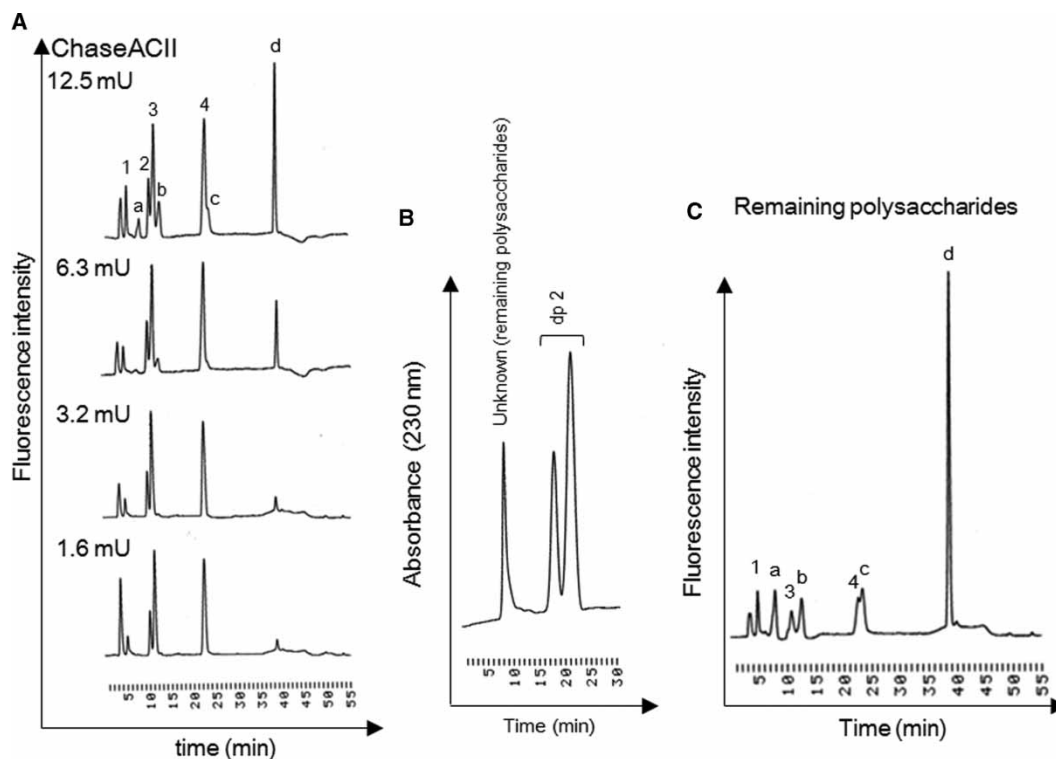 A
ChaseACII
12.5 mU
1
a
2
3
b
4
c
d
6.3 mU
3.2 mU
1.6 mU
Fluorescence intensity
5 10 15 20 25 30 35 40 45 50 55
time (min)
B
Unknown (remaining polysaccharides)
dp 2
Absorbance (230 nm)
5 10 15 20 25 30
Time (min)
C
Remaining polysaccharides
1
a
3
b
4
c
d
Fluorescence intensity
5 10 15 20 25 30 35 40 45 50 55
Time (min)